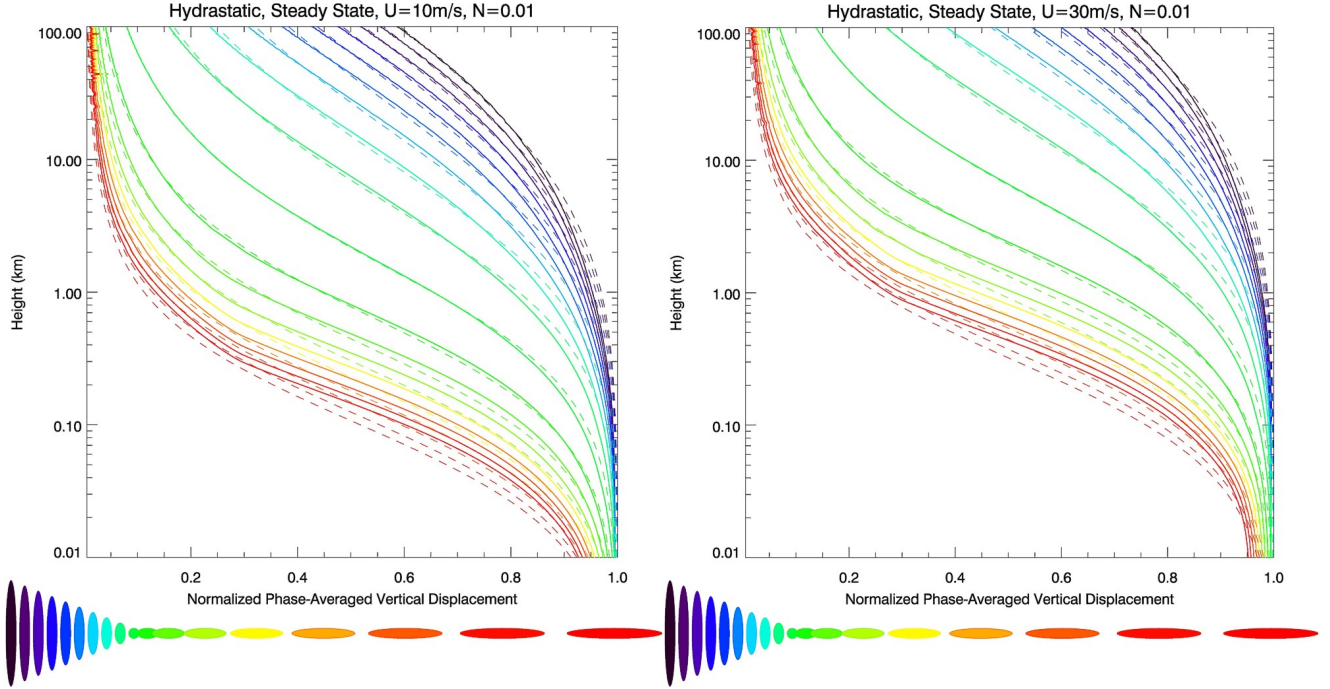 Hydrastatic, Steady State, U=10m/s, N=0.01
100.00
10.00
1.00
0.10
0.01
Height (km)
0.2 0.4 0.6 0.8 1.0
Normalized Phase-Averaged Vertical Displacement
Hydrastatic, Steady State, U=30m/s, N=0.01
100.00
10.00
1.00
0.10
0.01
Height (km)
0.2 0.4 0.6 0.8 1.0
Normalized Phase-Averaged Vertical Displacement